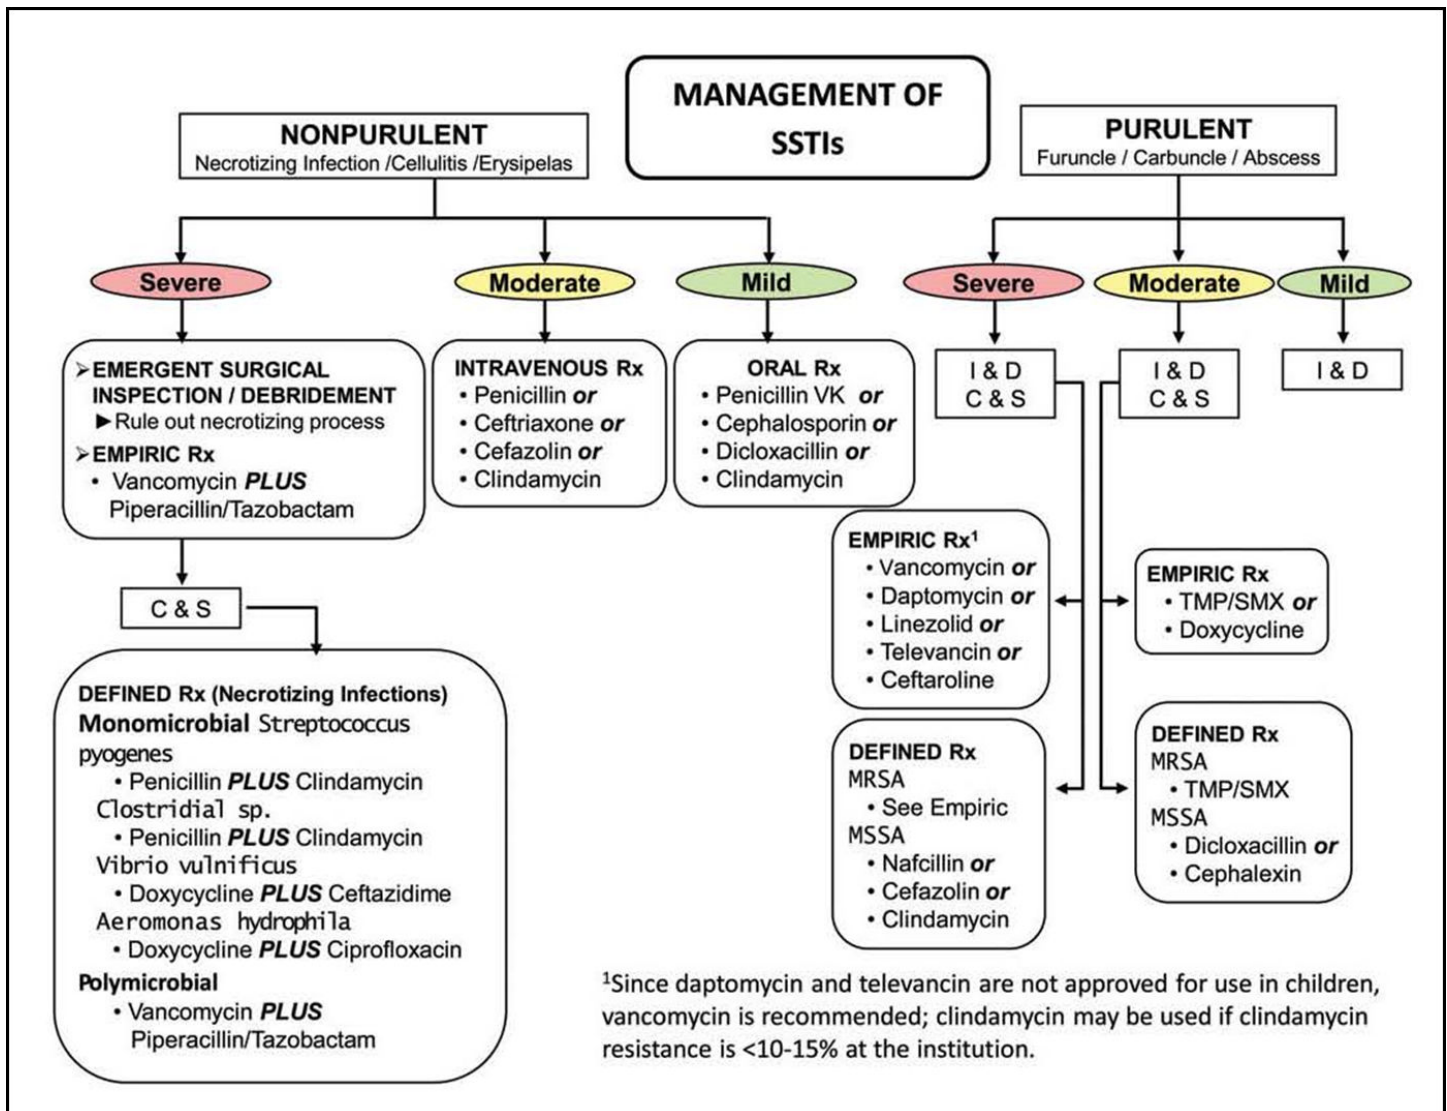 MANAGEMENT OF
SSTIs
NONPURULENT
Necrotizing Infection /Cellulitis /Erysipelas
Severe
➢EMERGENT SURGICAL
INSPECTION / DEBRIDEMENT
►Rule out necrotizing process
➢EMPIRIC Rx
• Vancomycin PLUS
Piperacillin/Tazobactam
C & S
DEFINED Rx (Necrotizing Infections)
Monomicrobial Streptococcus
pyogenes
• Penicillin PLUS Clindamycin
Clostridial sp.
• Penicillin PLUS Clindamycin
Vibrio vulnificus
• Doxycycline PLUS Ceftazidime
Aeromonas hydrophila
• Doxycycline PLUS Ciprofloxacin
Polymicrobial
• Vancomycin PLUS
Piperacillin/Tazobactam
Moderate
INTRAVENOUS Rx
• Penicillin or
• Ceftriaxone or
• Cefazolin or
• Clindamycin
Mild
ORAL Rx
• Penicillin VK or
• Cephalosporin or
• Dicloxacillin or
• Clindamycin
PURULENT
Furuncle / Carbuncle / Abscess
Severe
I & D
C & S
EMPIRIC Rx¹
• Vancomycin or
• Daptomycin or
• Linezolid or
• Televancin or
• Ceftaroline
DEFINED Rx
MRSA
• See Empiric
MSSA
• Nafcillin or
• Cefazolin or
• Clindamycin
Moderate
I & D
C & S
EMPIRIC Rx
• TMP/SMX or
• Doxycycline
DEFINED Rx
MRSA
• TMP/SMX
MSSA
• Dicloxacillin or
• Cephalexin
Mild
I & D
¹Since daptomycin and televancin are not approved for use in children,
vancomycin is recommended; clindamycin may be used if clindamycin
resistance is <10-15% at the institution.